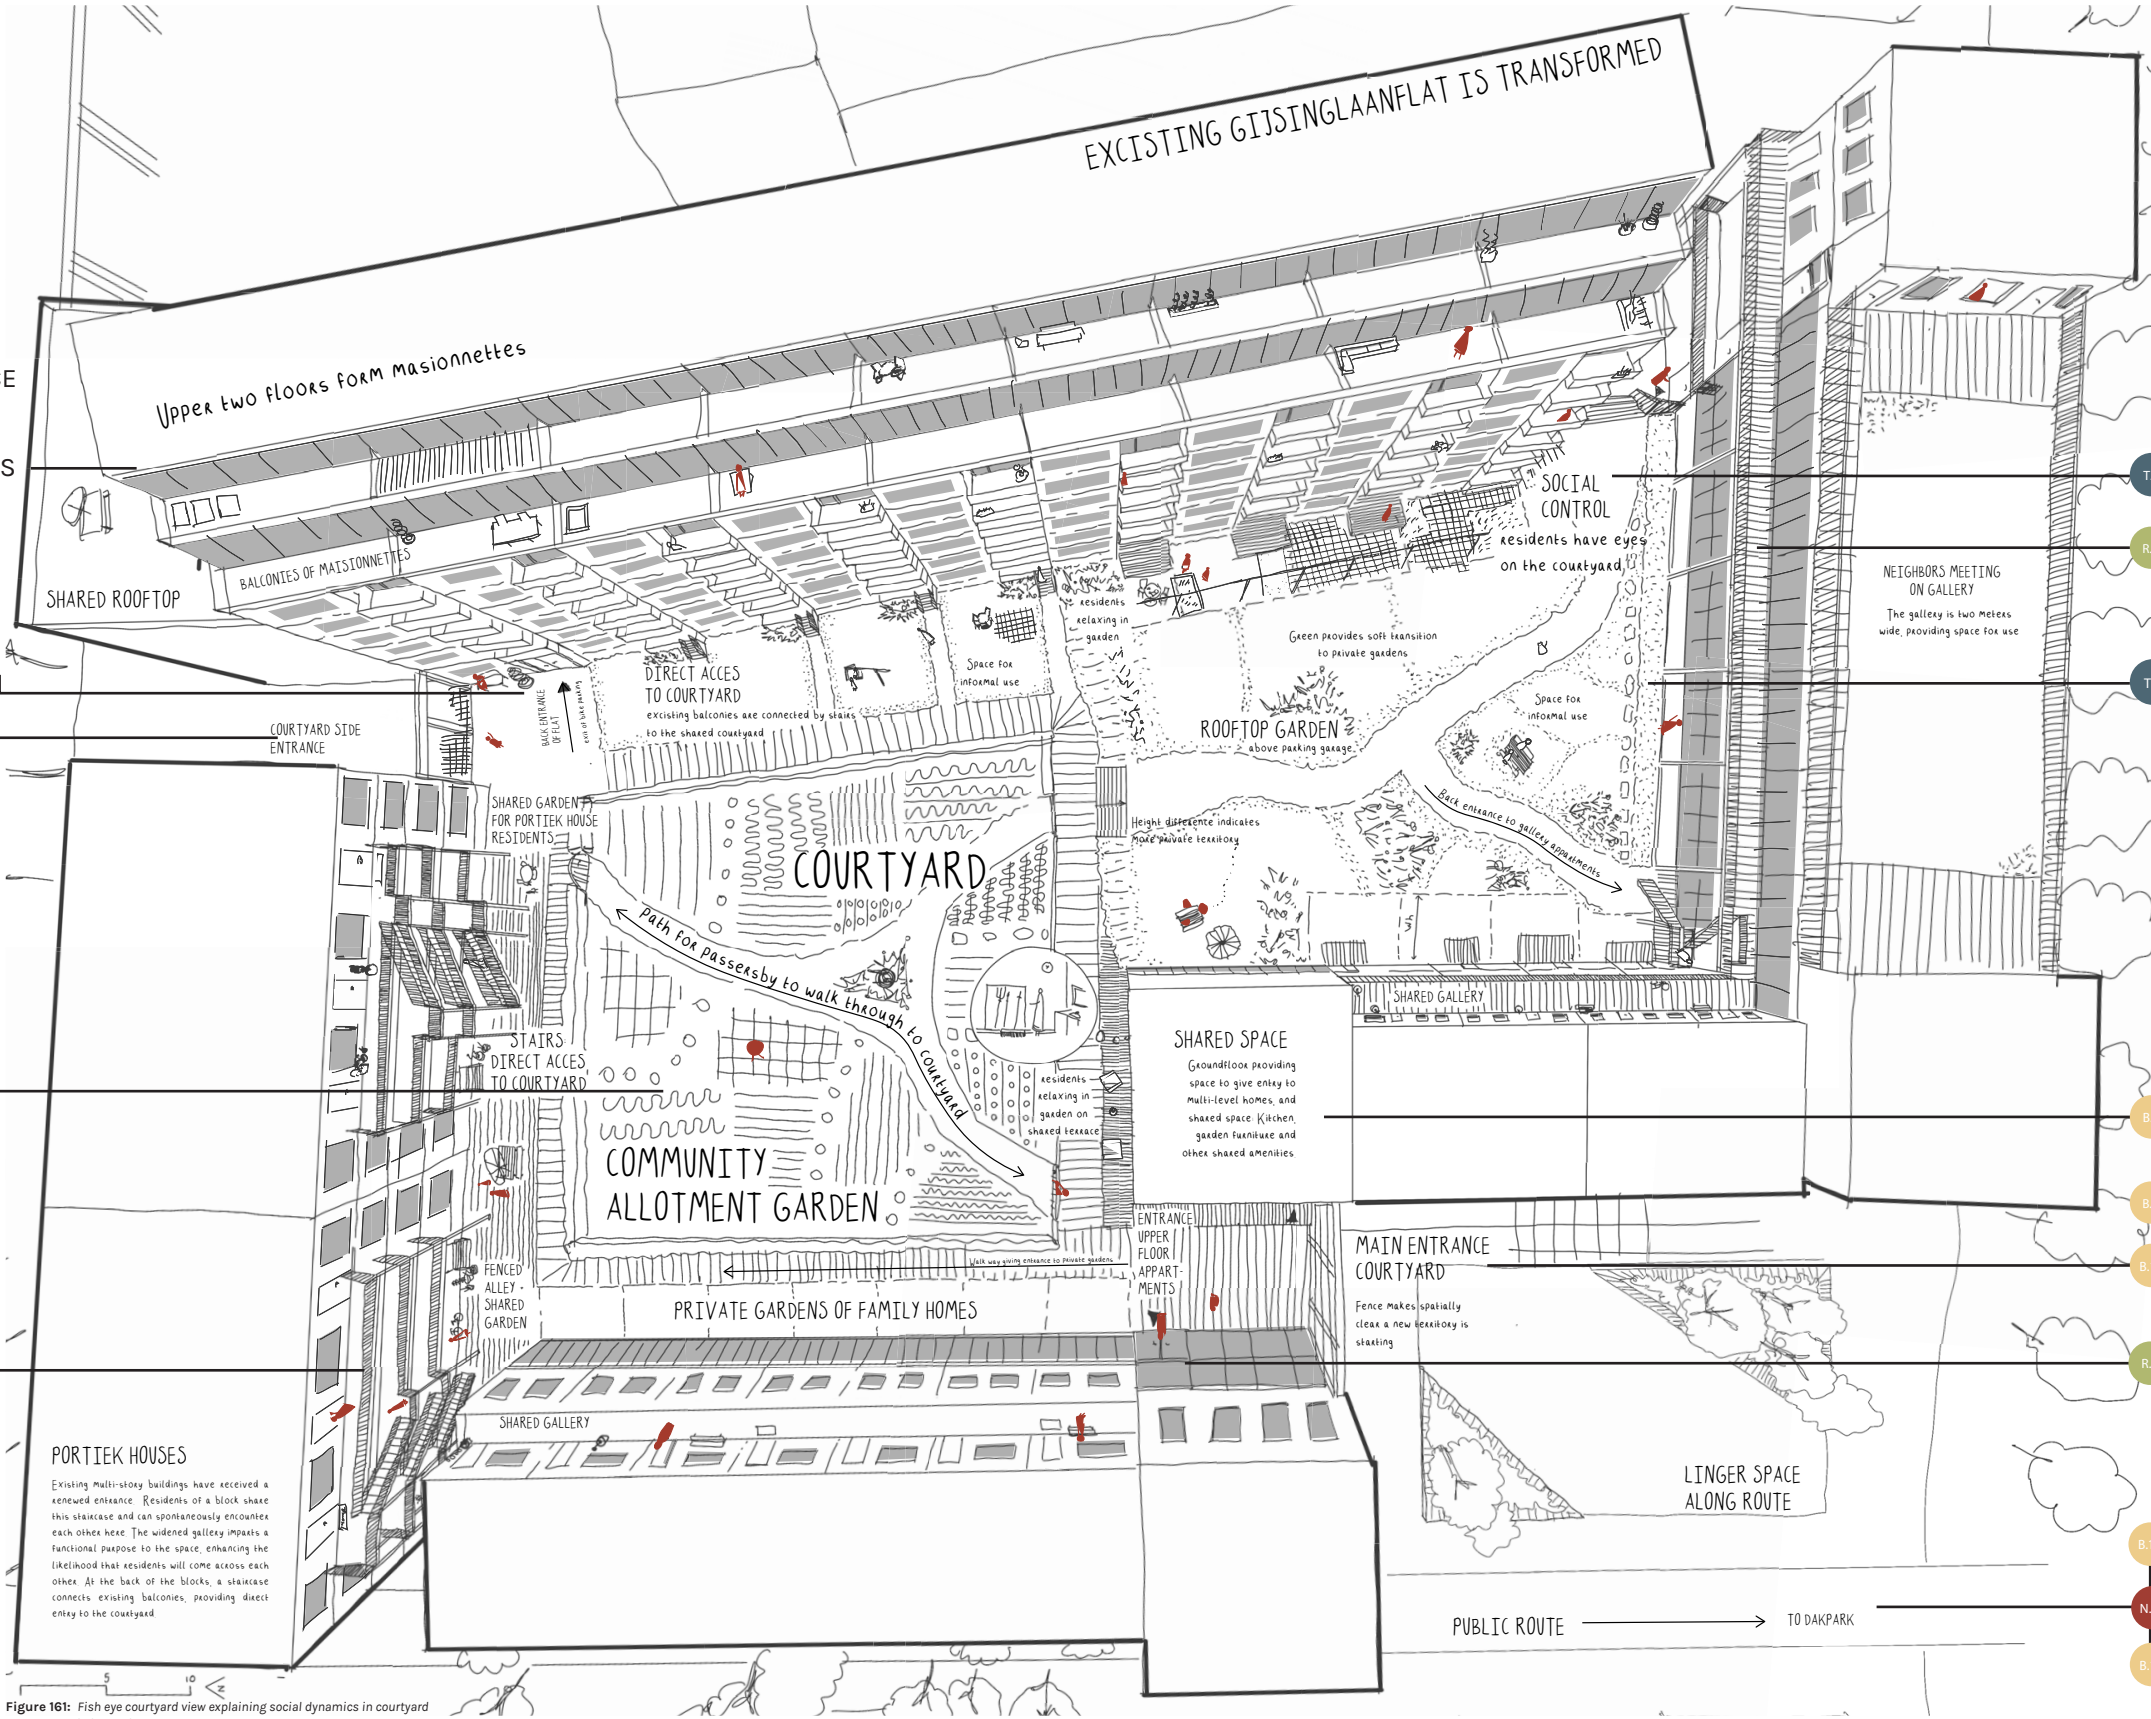 EXCISTING GIJSINGLAANFLAT IS TRANSFORMED
Upper two floors form masionnettes
E
S
BALCONIES OF MAISIONNETTES
SHARED ROOFTOP
SOCIAL
CONTROL
Residents have eyes
on the courtyard
T
R
NEIGHBORS MEETING
ON GALLERY
The gallery is two meters
wide, providing space for use
T
residents
relaxing in
garden
Green provides soft transition
to private gardens
Space for
informal use
Space for
informal use
DIRECT ACCES
TO COURTYARD
excisting balconies are connected by stairs
to the shared courtyard
BACK ENTRANCE
OF FLAT
exit of bike parking
COURTYARD SIDE
ENTRANCE
ROOFTOP GARDEN
above parking garage
Back entrance to gallery appartments
SHARED GARDEN
FOR PORTIEK HOUSE
RESIDENTS
Height difference indicates
more private territory
COURTYARD
path for passersby to walk through to courtyard
STAIRS
DIRECT ACCES
TO COURTYARD
residents
relaxing in
garden on
shared terrace
SHARED GALLERY
SHARED SPACE
Groundfloor providing
space to give entry to
multi-level homes, and
shared space: Kitchen,
garden furniture and
other shared amenities
B
COMMUNITY
ALLOTMENT GARDEN
B
ENTRANCE
UPPER
FLOOR
APPART-
MENTS
MAIN ENTRANCE
COURTYARD
Fence makes spatially
clear a new territory is
starting
B
Walk way giving entrance to private gardens
FENCED
ALLEY -
SHARED
GARDEN
PRIVATE GARDENS OF FAMILY HOMES
R
SHARED GALLERY
PORTIEK HOUSES
Existing multi-story buildings have received a
renewed entrance. Residents of a block share
this staircase and can spontaneously encounter
each other here. The widened gallery imparts a
functional purpose to the space, enhancing the
likelihood that residents will come across each
other. At the back of the blocks, a staircase
connects existing balconies, providing direct
entry to the courtyard
LINGER SPACE
ALONG ROUTE
B.
PUBLIC ROUTE
TO DAKPARK
N.
B.
5 10 Z
Figure 161: Fish eye courtyard view explaining social dynamics in courtyard